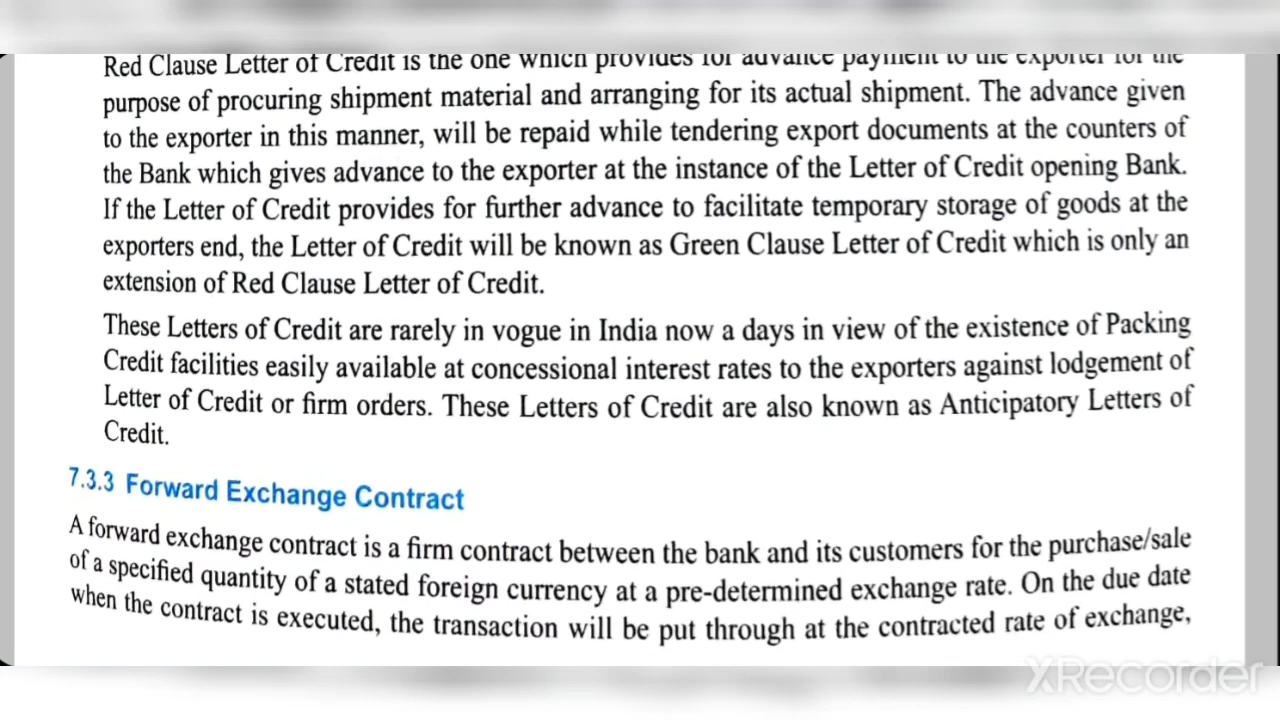 Red Clause Letter of Credit is the one which provides for advance payment to the exporter for the
purpose of procuring shipment material and arranging for its actual shipment. The advance given
to the exporter in this manner, will be repaid while tendering export documents at the counters of
the Bank which gives advance to the exporter at the instance of the Letter of Credit opening Bank.
If the Letter of Credit provides for further advance to facilitate temporary storage of goods at the
exporters end, the Letter of Credit will be known as Green Clause Letter of Credit which is only an
extension of Red Clause Letter of Credit.
These Letters of Credit are rarely in vogue in India now a days in view of the existence of Packing
Credit facilities easily available at concessional interest rates to the exporters against lodgement of
Letter of Credit or firm orders. These Letters of Credit are also known as Anticipatory Letters of
Credit.
7.3.3 Forward Exchange Contract
A forward exchange contract is a firm contract between the bank and its customers for the purchase/sale
of a specified quantity of a stated foreign currency at a pre-determined exchange rate. On the due date
when the contract is executed, the transaction will be put through at the contracted rate of exchange,
XRecorder